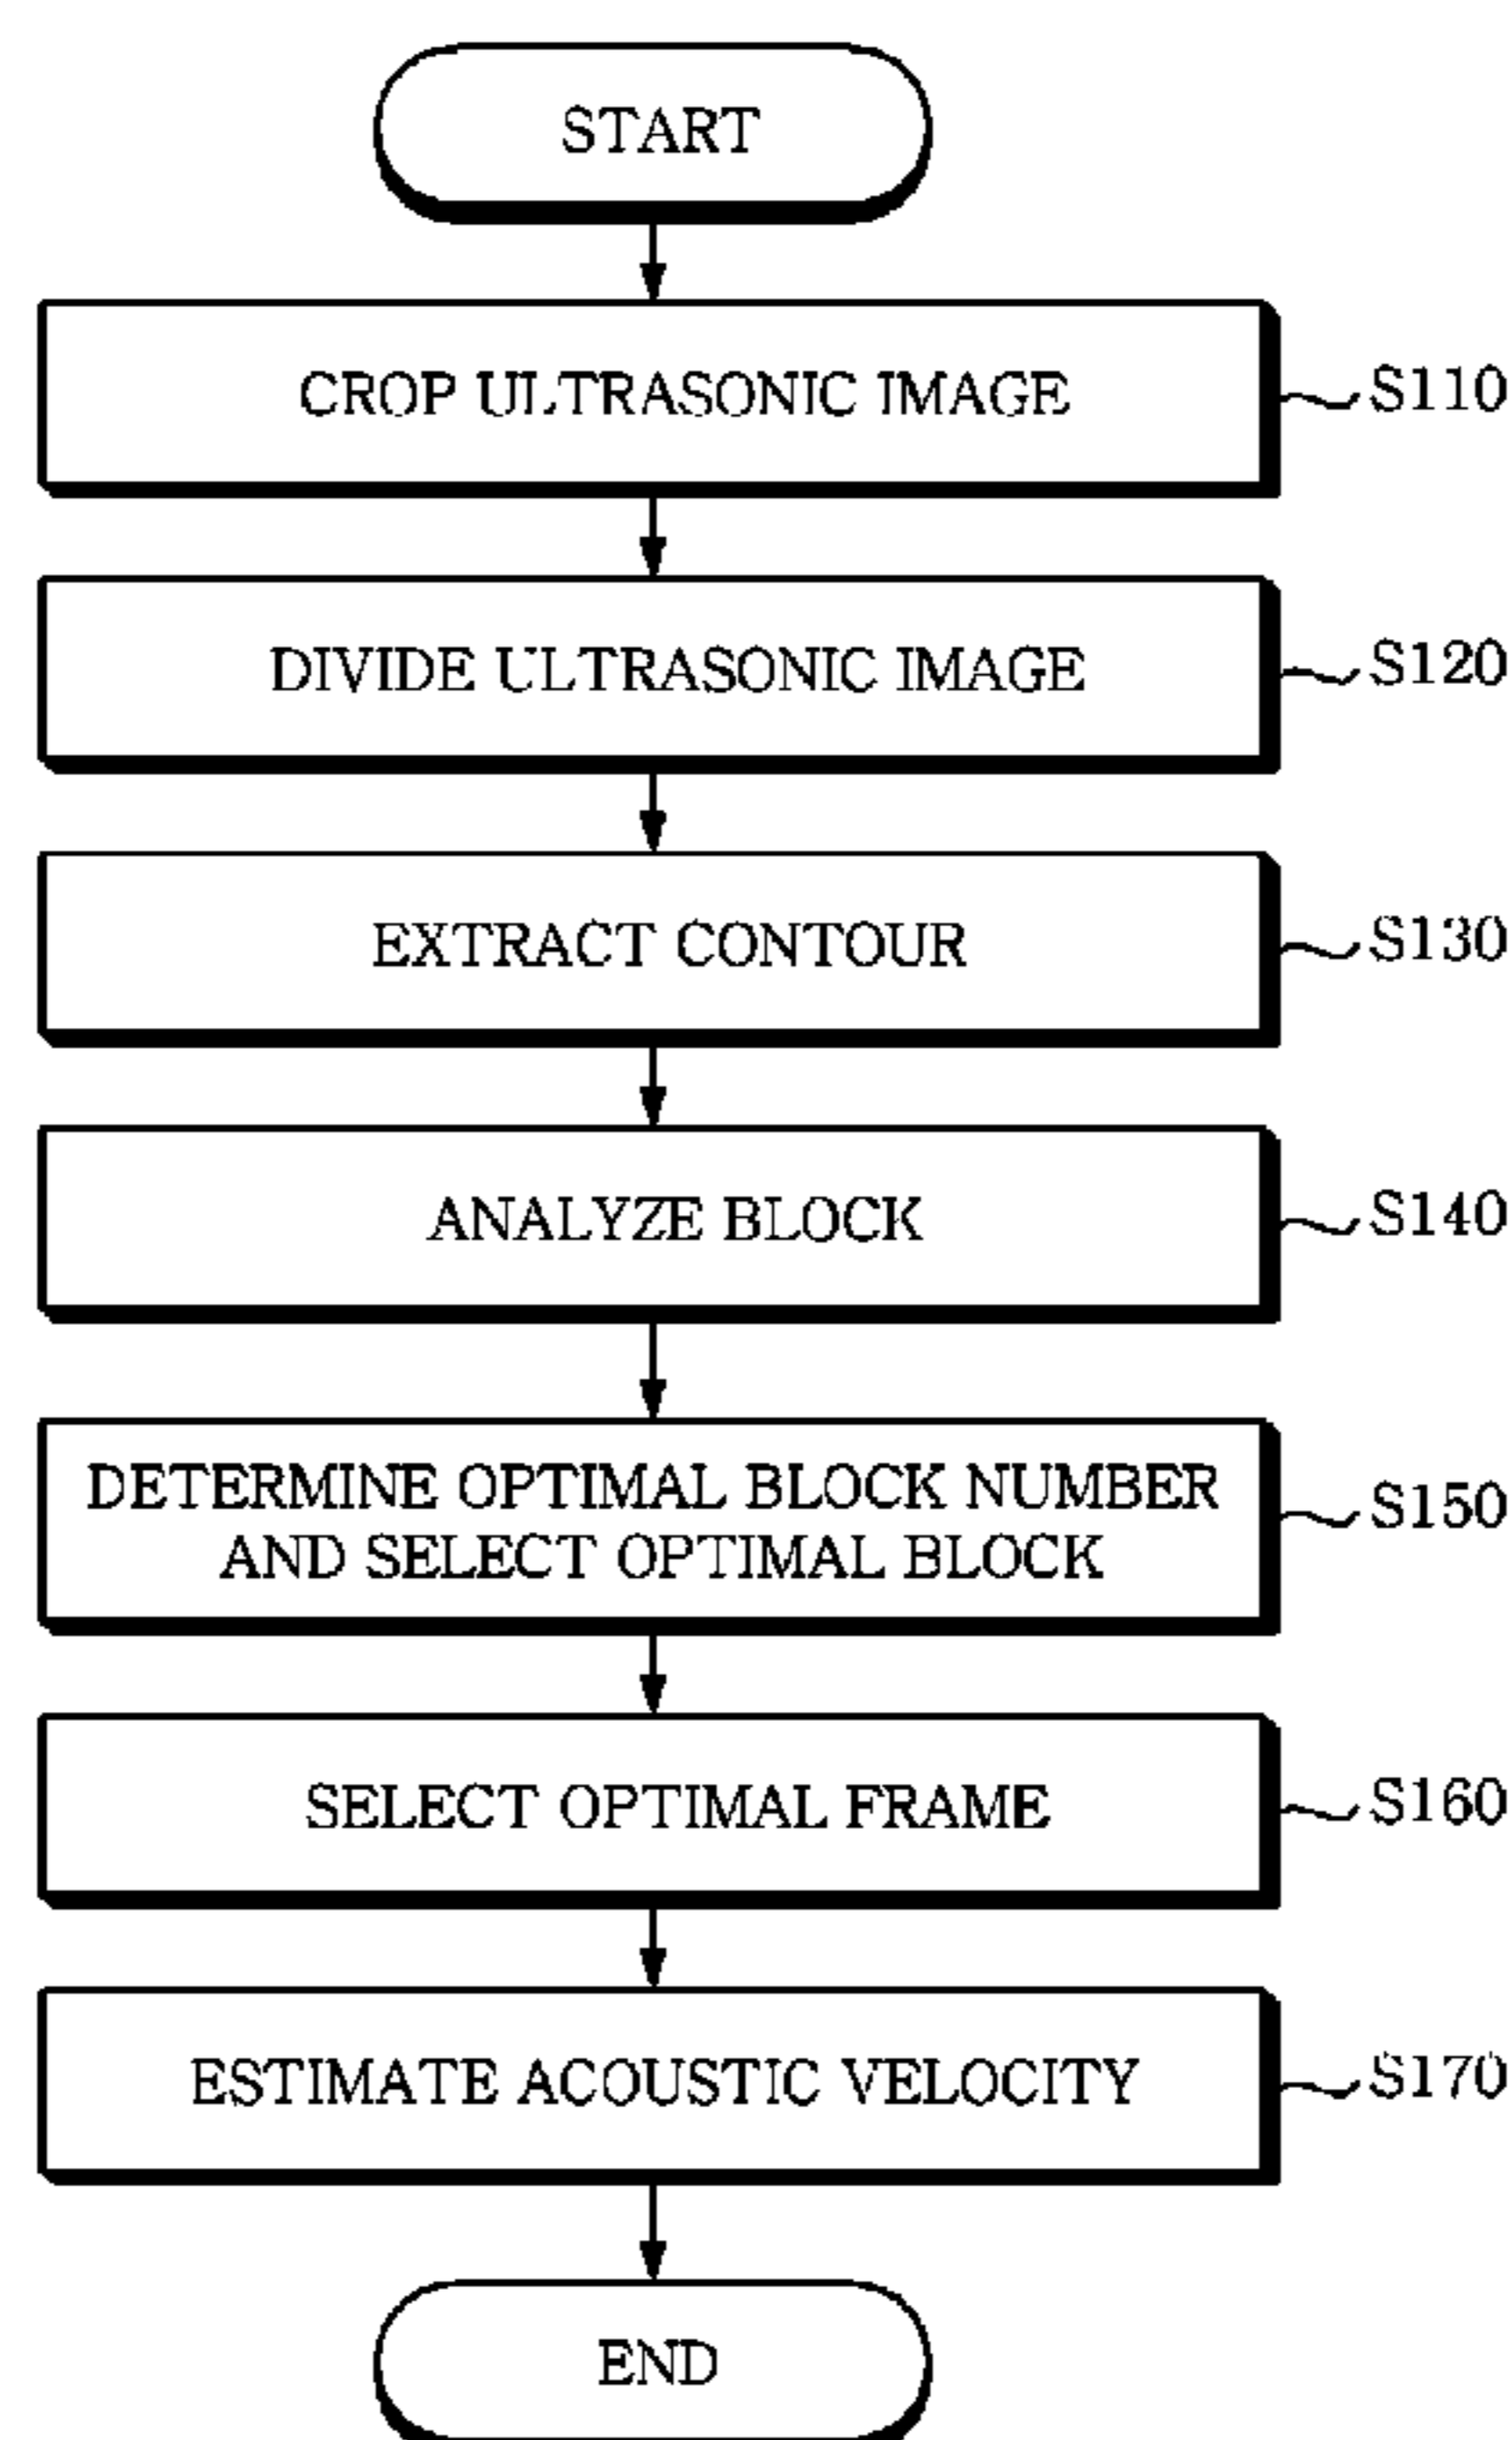 START
CROP ULTRASONIC IMAGE
S110
DIVIDE ULTRASONIC IMAGE
S120
EXTRACT CONTOUR
S130
ANALYZE BLOCK
S140
DETERMINE OPTIMAL BLOCK NUMBER
AND SELECT OPTIMAL BLOCK
S150
SELECT OPTIMAL FRAME
S160
ESTIMATE ACOUSTIC VELOCITY
S170
END